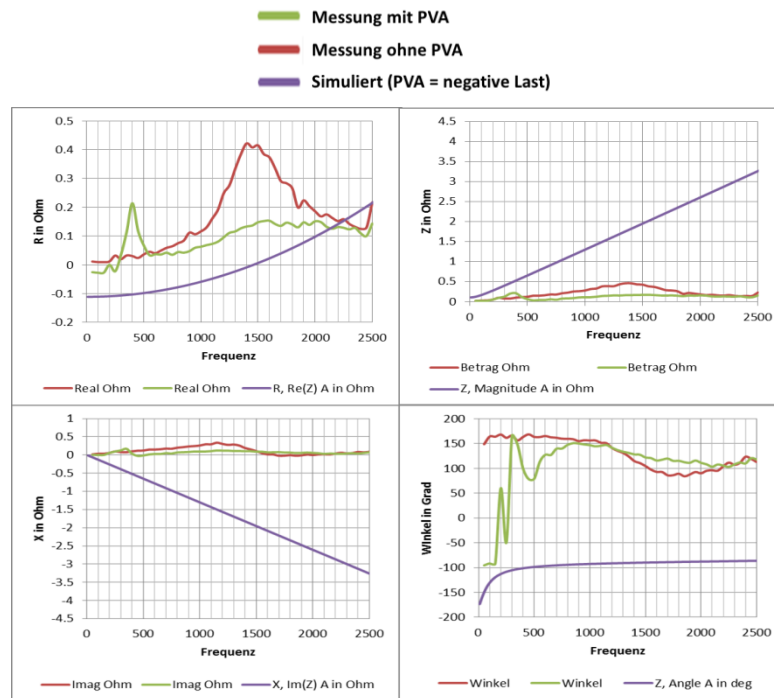 Messung mit PVA
Messung ohne PVA
Simuliert (PVA = negative Last)
R in Ohm
0.5
0.4
0.3
0.2
0.1
0
-0.1
-0.2
0 500 1000 1500 2000 2500
Frequenz
Real Ohm Real Ohm R, Re(Z) A in Ohm
Z in Ohm
4.5
4
3.5
3
2.5
2
1.5
1
0.5
0
0 500 1000 1500 2000 2500
Frequenz
Betrag Ohm Betrag Ohm
Z, Magnitude A in Ohm
X in Ohm
1
0.5
0
-0.5
-1
-1.5
-2
-2.5
-3
-3.5
-4
-4.5
0 500 1000 1500 2000 2500
Frequenz
Imag Ohm Imag Ohm X, Im(Z) A in Ohm
WInkel in Grad
200
150
100
50
0
-50
-100
-150
-200
0 500 1000 1500 2000 2500
Frequenz
Winkel Winkel Z, Angle A in deg